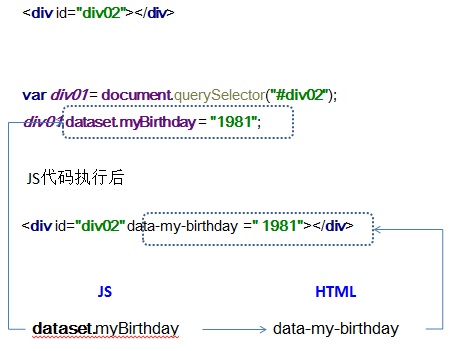 <div id="div02"></div>
var div01= document.querySelector("#div02");
div01.dataset.myBirthday = "1981";
JS代码执行后
<div id="div02" data-my-birthday =" 1981"></div>
JS HTML
dataset.myBirthday data-my-birthday